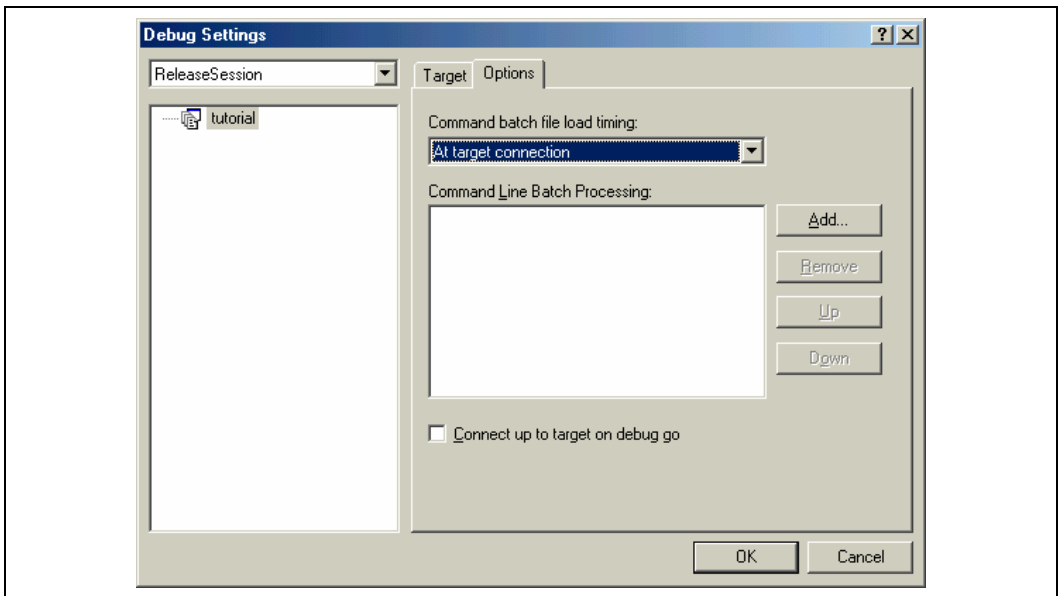 Debug Settings
ReleaseSession
tutorial
Target Options
Command batch file load timing:
At target connection
Command Line Batch Processing:
Add...
Remove
Up
Down
Connect up to target on debug go
OK Cancel